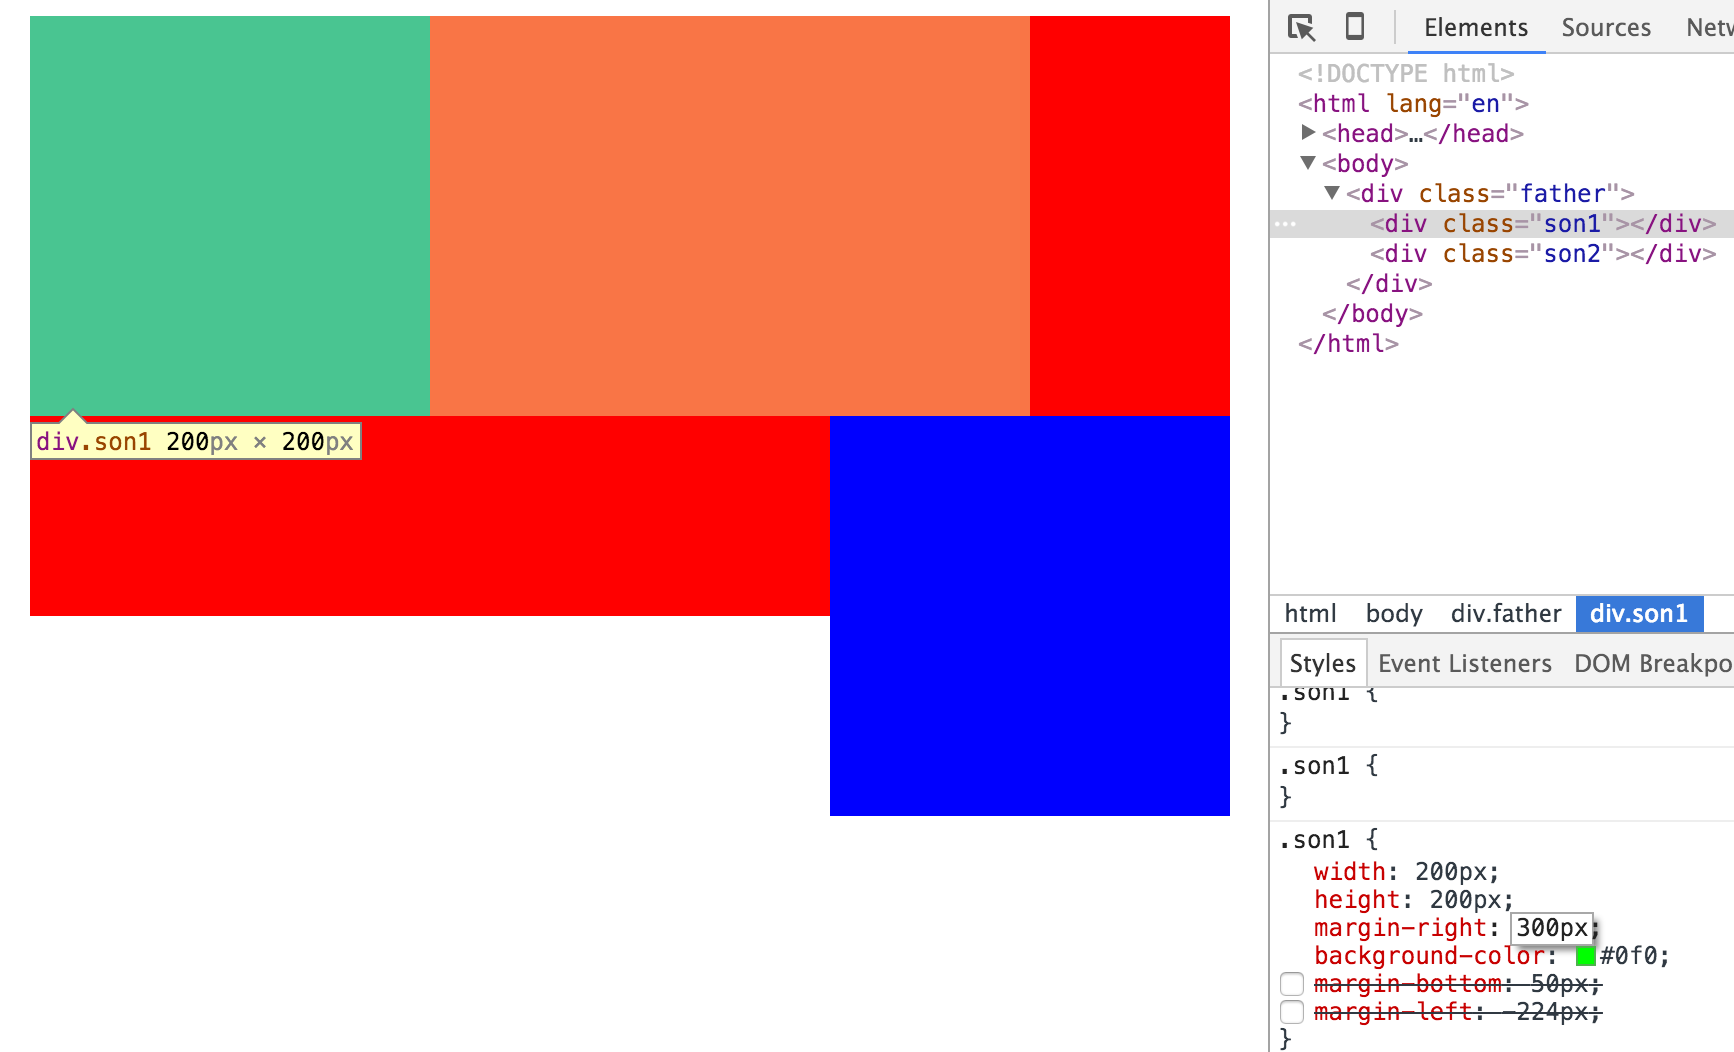 Elements Sources Netw
<!DOCTYPE html>
<html lang="en">
<head>…</head>
<body>
<div class="father">
<div class="son1"></div>
<div class="son2"></div>
</div>
</body>
</html>
div.son1 200px × 200px
html body div.father div.son1
Styles Event Listeners DOM Breakpo
.son1 {
}
.son1 {
}
.son1 {
width: 200px;
height: 200px;
margin-right: 300px;
background-color: #0f0;
margin-bottom: 50px;
margin-left: -224px;
}